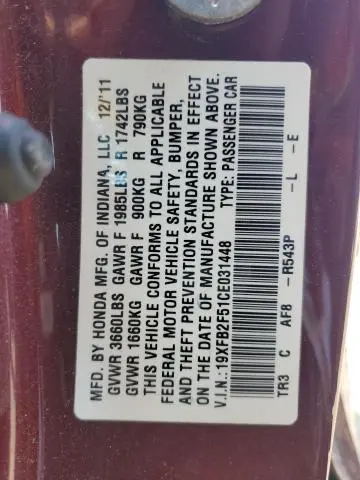 MFD. BY HONDA MFG. OF INDIANA, LLC 12/'11
GVWR 3660LBS GAWR F 1985LBS R 1742LBS
GVWR 1660KG GAWR F 900KG R 790KG
THIS VEHICLE CONFORMS TO ALL APPLICABLE
FEDERAL MOTOR VEHICLE SAFETY, BUMPER,
AND THEFT PREVENTION STANDARDS IN EFFECT
ON THE DATE OF MANUFACTURE SHOWN ABOVE.
V.I.N.: 19XFB2F51CE031448 TYPE: PASSENGER CAR
TR3 C AF8 -R543P -L -E